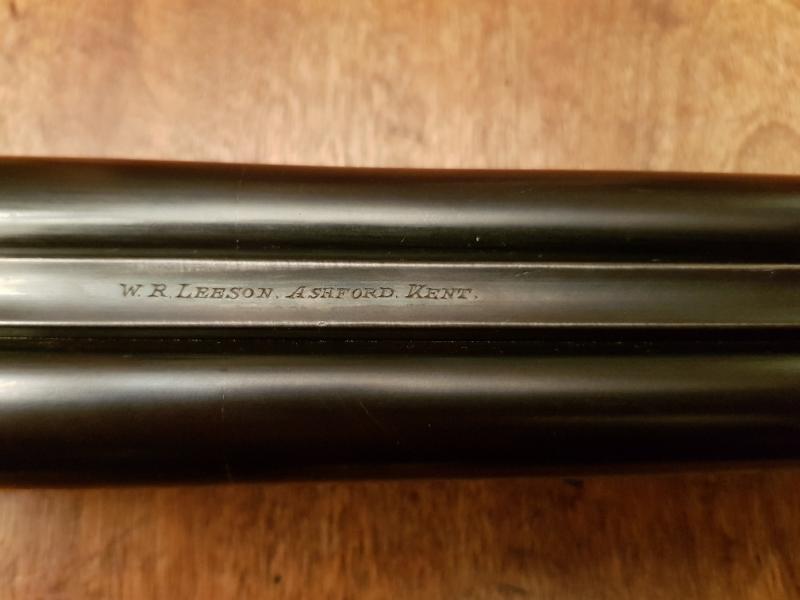 W. R. LEESON. ASHFORD. KENT.